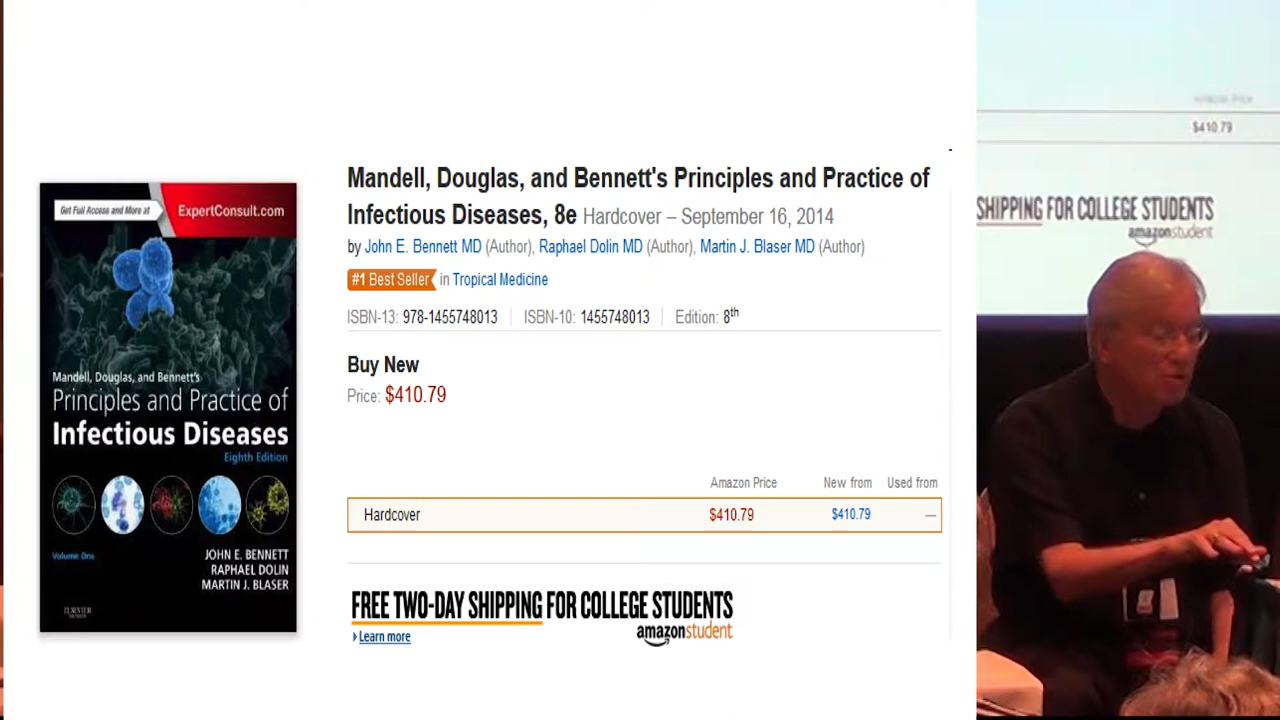 Get Full Access and More at
ExpertConsult.com
Mandell, Douglas, and Bennett's
Principles and Practice of
Infectious Diseases
Eighth Edition
Volume One
JOHN E. BENNETT
RAPHAEL DOLIN
MARTIN J. BLASER
ELSEVIER
Mandell, Douglas, and Bennett's Principles and Practice of
Infectious Diseases, 8e Hardcover – September 16, 2014
by John E. Bennett MD (Author), Raphael Dolin MD (Author), Martin J. Blaser MD (Author)
#1 Best Seller in Tropical Medicine
ISBN-13: 978-1455748013 ISBN-10: 1455748013 Edition: 8th
Buy New
Price: $410.79
Amazon Price New from Used from
Hardcover $410.79 $410.79 —
FREE TWO-DAY SHIPPING FOR COLLEGE STUDENTS
Learn more
amazonstudent
Amazon Price
$410.79
SHIPPING FOR COLLEGE STUDENTS
amazonstudent